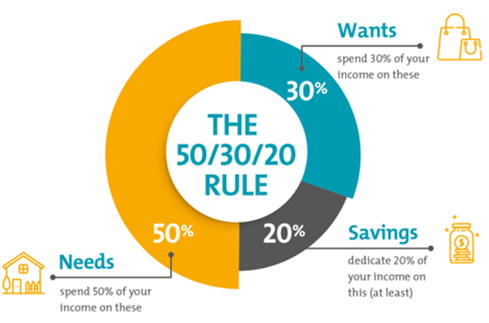 Wants
spend 30% of your
income on these
30%
THE
50/30/20
RULE
50%
20%
Savings
dedicate 20% of
your income on
this (at least)
Needs
spend 50% of your
income on these
$